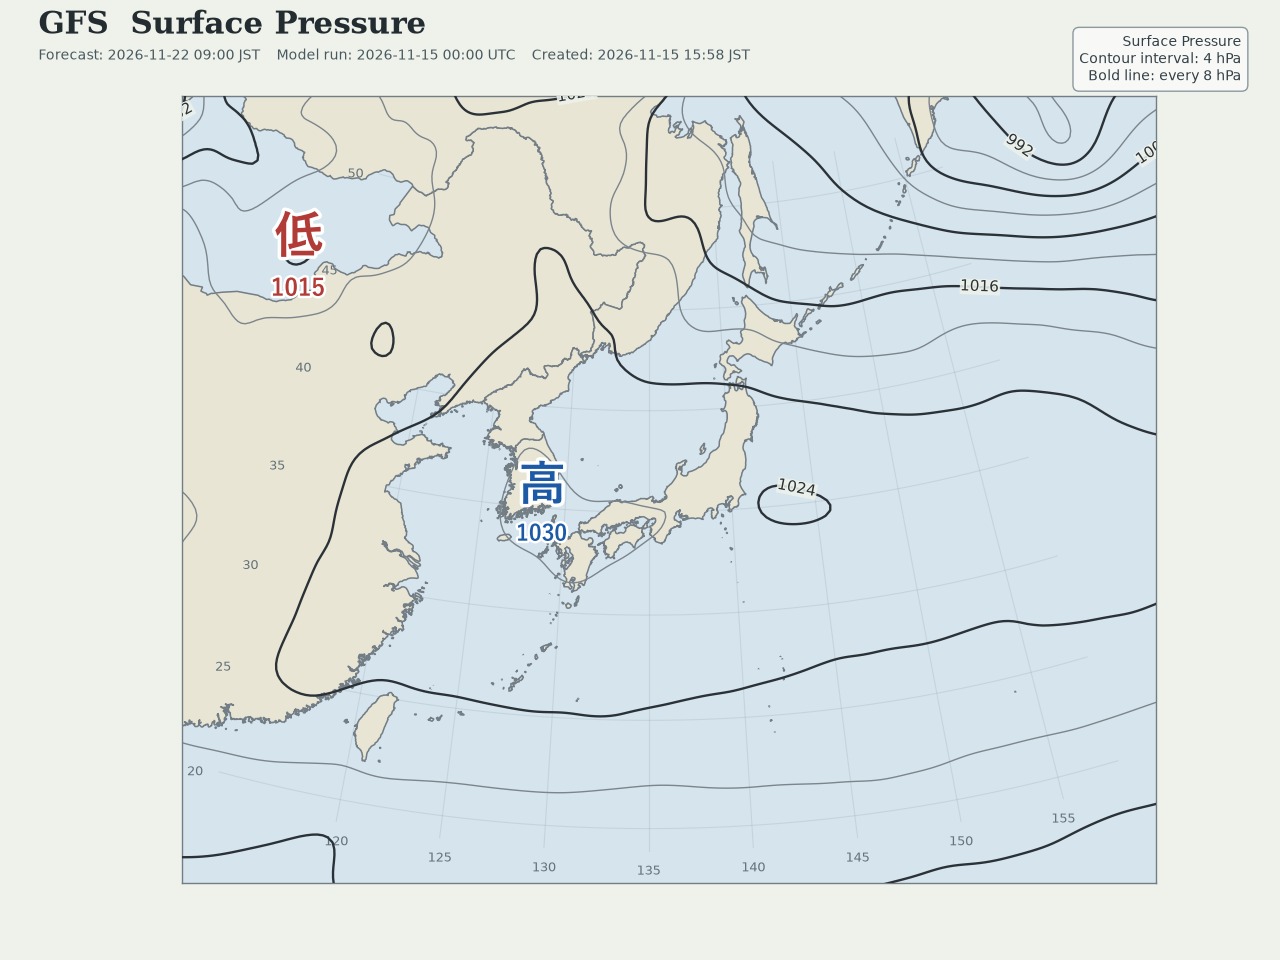 GFS  Surface Pressure
Forecast: 2026-11-22 09:00 JST    Model run: 2026-11-15 00:00 UTC    Created: 2026-11-15 15:58 JST
Surface Pressure
Contour interval: 4 hPa
Bold line: every 8 hPa
992
50
低
45
1015
1016
40
35
高
1024
1030
30
25
20
120
125
130
135
140
145
150
155